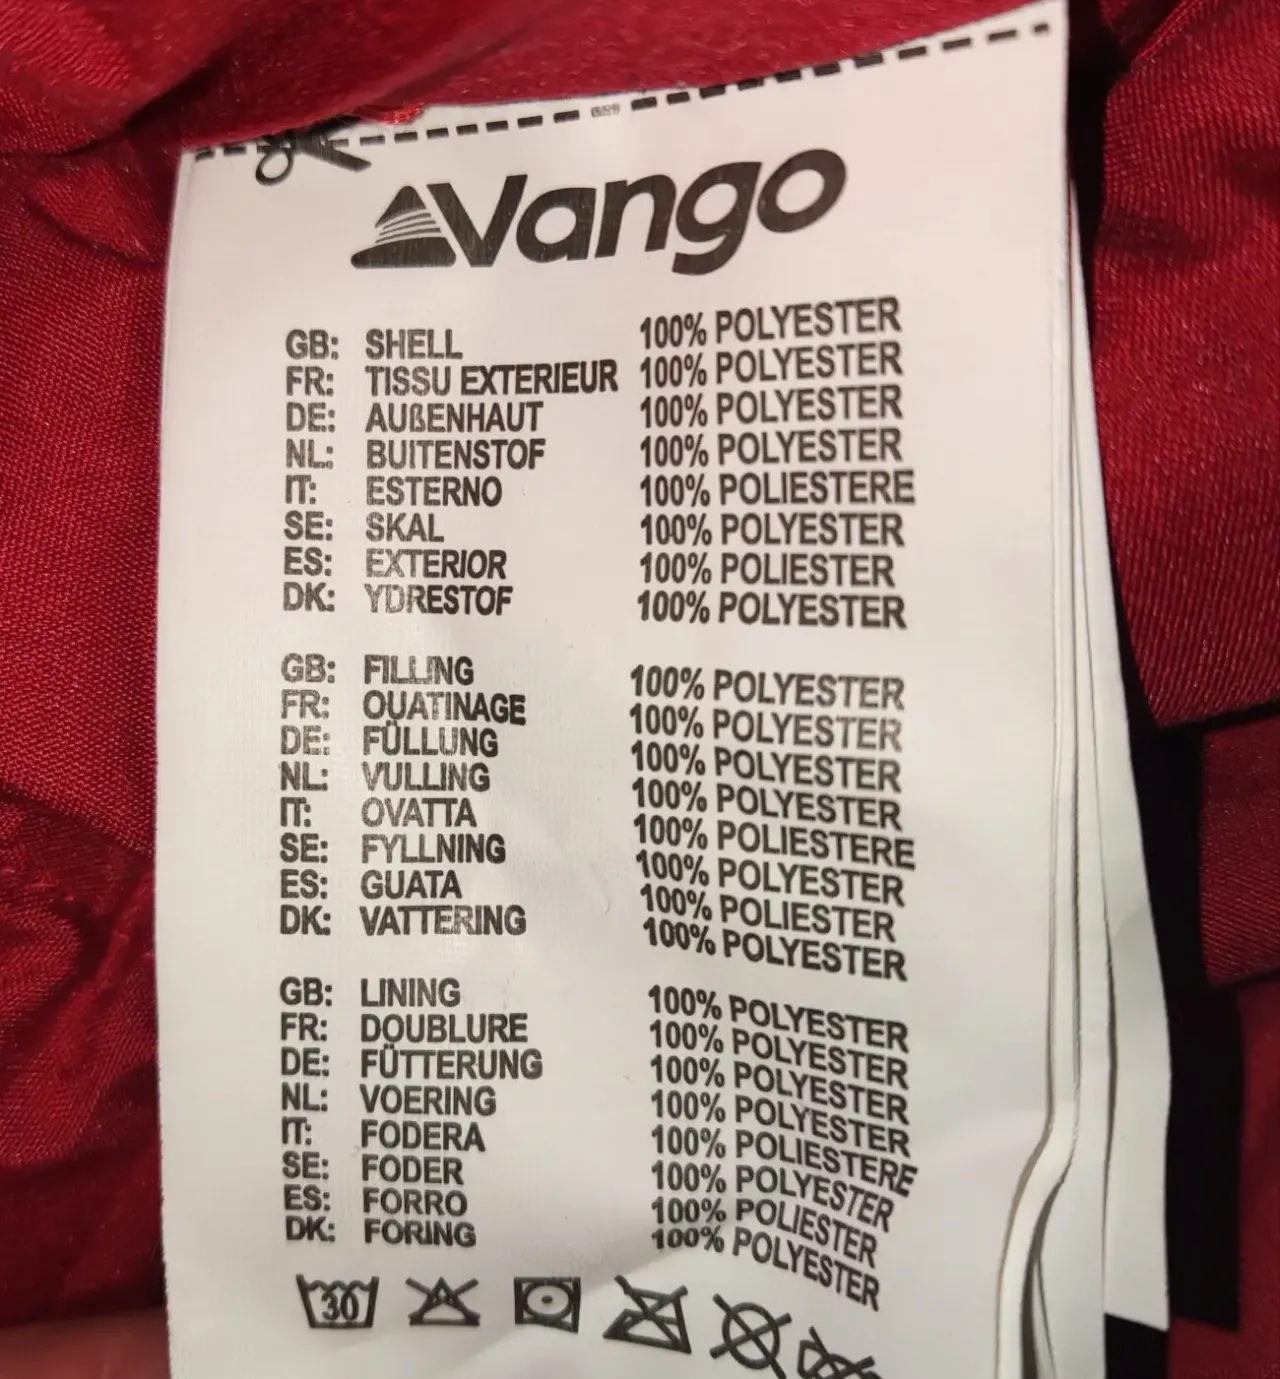 Vango
GB: SHELL 100% POLYESTER
FR: TISSU EXTERIEUR 100% POLYESTER
DE: AUßENHAUT 100% POLYESTER
NL: BUITENSTOF 100% POLYESTER
IT: ESTERNO 100% POLIESTERE
SE: SKAL 100% POLYESTER
ES: EXTERIOR 100% POLIESTER
DK: YDRESTOF 100% POLYESTER
GB: FILLING 100% POLYESTER
FR: OUATINAGE 100% POLYESTER
DE: FÜLLUNG 100% POLYESTER
NL: VULLING 100% POLYESTER
IT: OVATTA 100% POLIESTERE
SE: FYLLNING 100% POLYESTER
ES: GUATA 100% POLIESTER
DK: VATTERING 100% POLYESTER
GB: LINING 100% POLYESTER
FR: DOUBLURE 100% POLYESTER
DE: FÜTTERUNG 100% POLYESTER
NL: VOERING 100% POLYESTER
IT: FODERA 100% POLIESTERE
SE: FODER 100% POLYESTER
ES: FORRO 100% POLIESTER
DK: FORING 100% POLYESTER
30